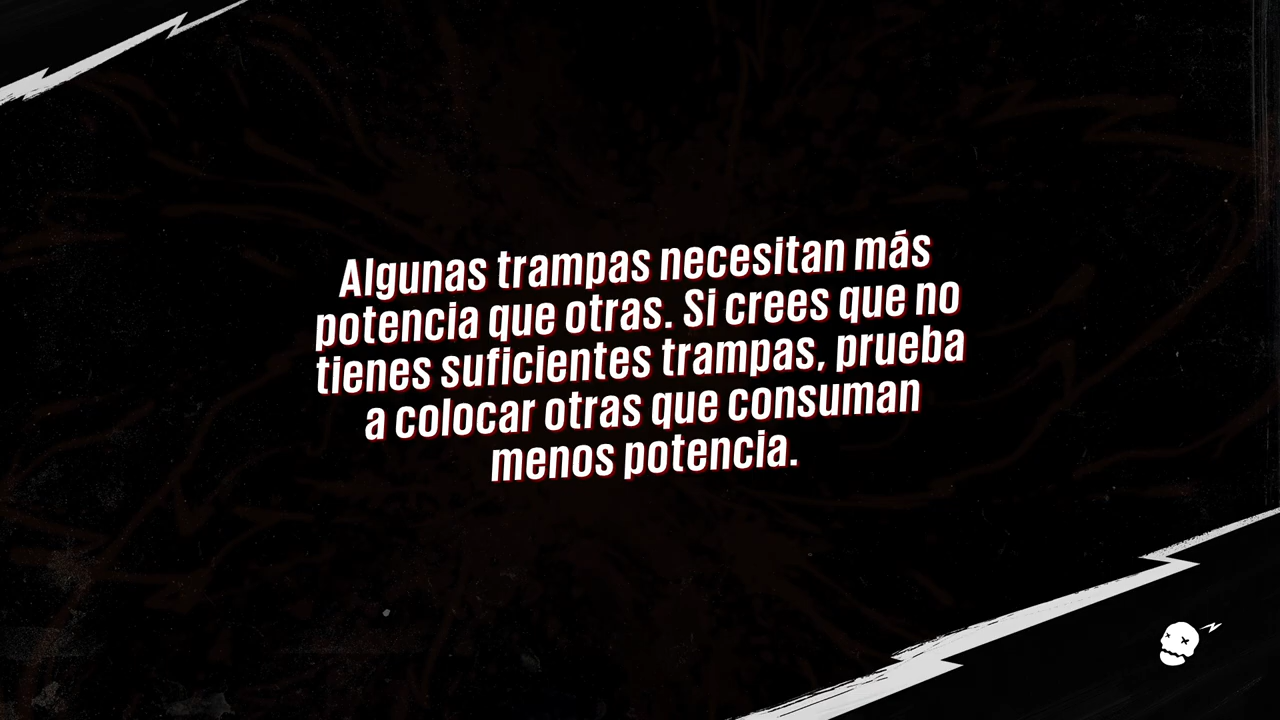 Algunas trampas necesitan más
potencia que otras. Si crees que no
tienes suficientes trampas, prueba
a colocar otras que consuman
menos potencia.